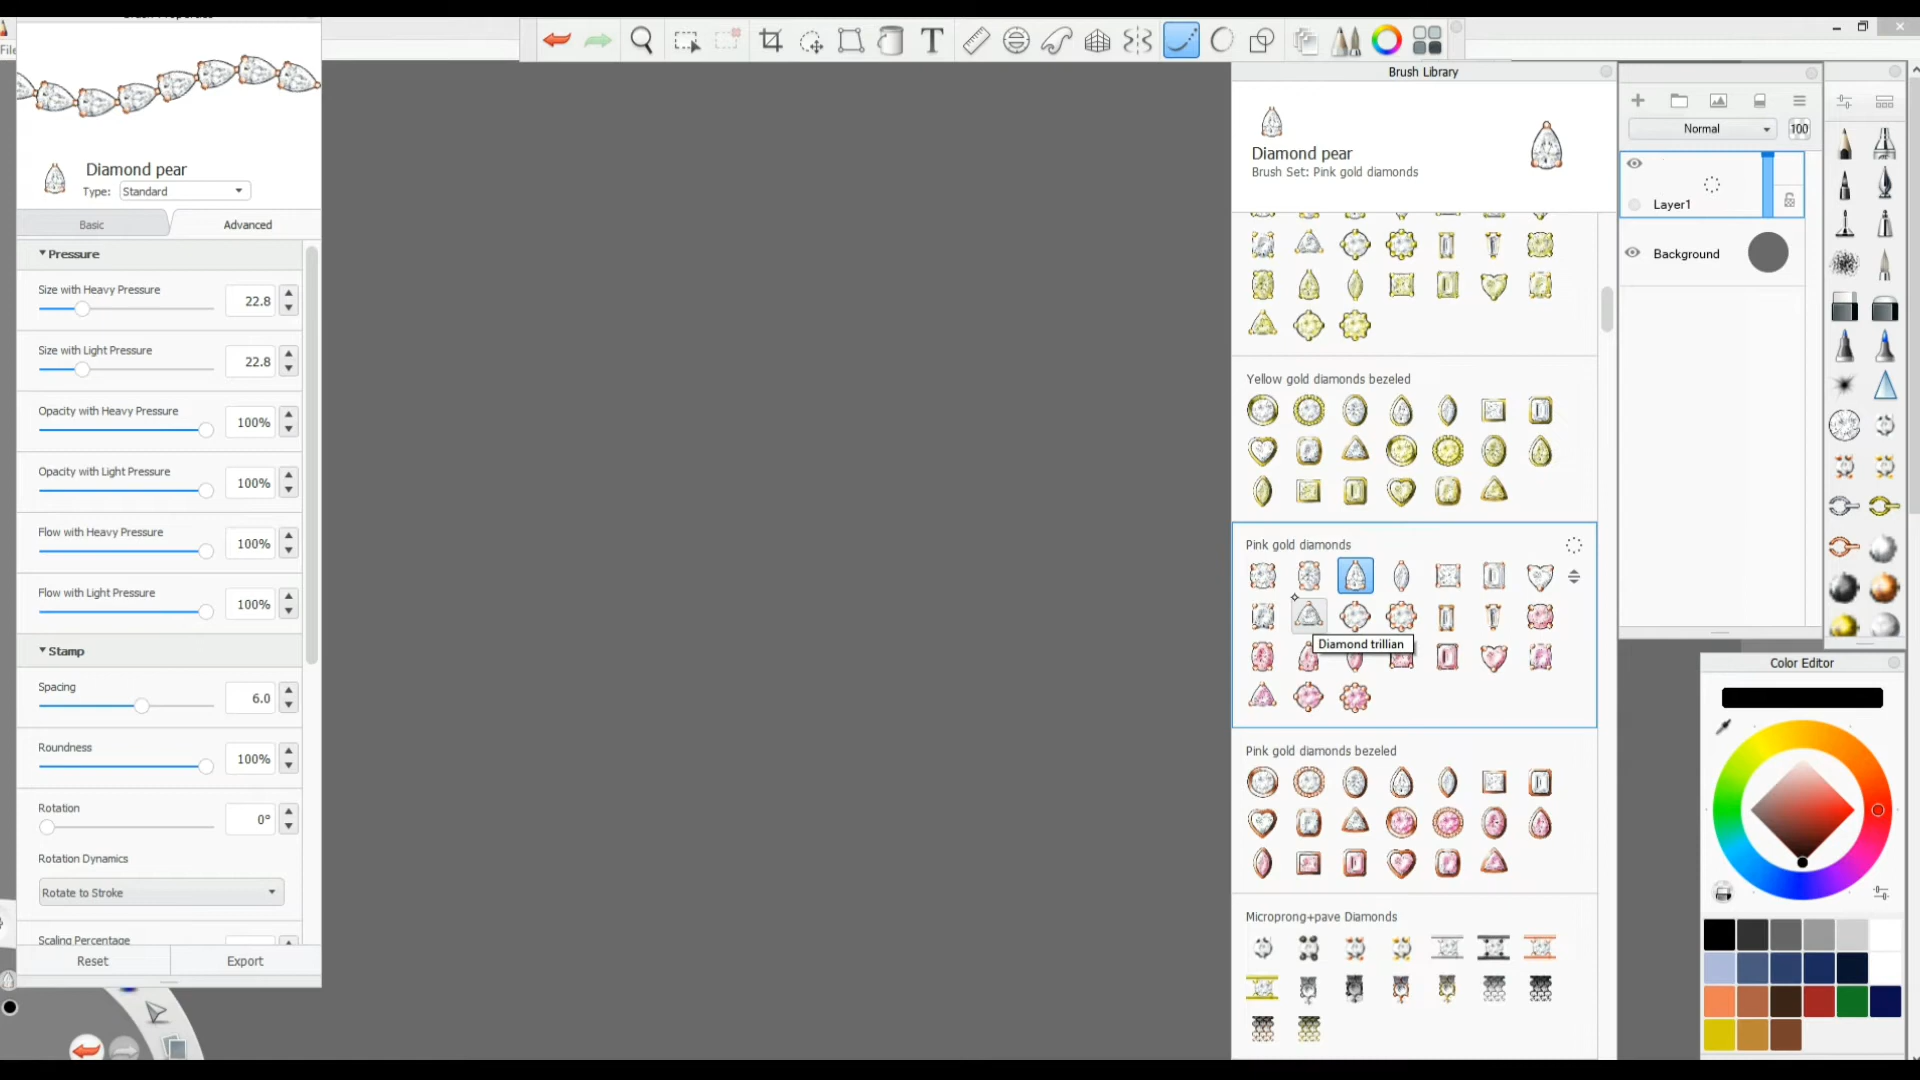 Brush Properties
File
Diamond pear
Type: Standard
Basic
Advanced
Pressure
Size with Heavy Pressure
22.8
Size with Light Pressure
22.8
Opacity with Heavy Pressure
100%
Opacity with Light Pressure
100%
Flow with Heavy Pressure
100%
Flow with Light Pressure
100%
Stamp
Spacing
6.0
Roundness
100%
Rotation
0°
Rotation Dynamics
Rotate to Stroke
Scaling Percentage
Reset
Export
T
Brush Library
Diamond pear
Brush Set: Pink gold diamonds
Yellow gold diamonds bezeled
Pink gold diamonds
Diamond trillian
Pink gold diamonds bezeled
Microprong+pave Diamonds
Normal
100
Layer1
Background
Color Editor